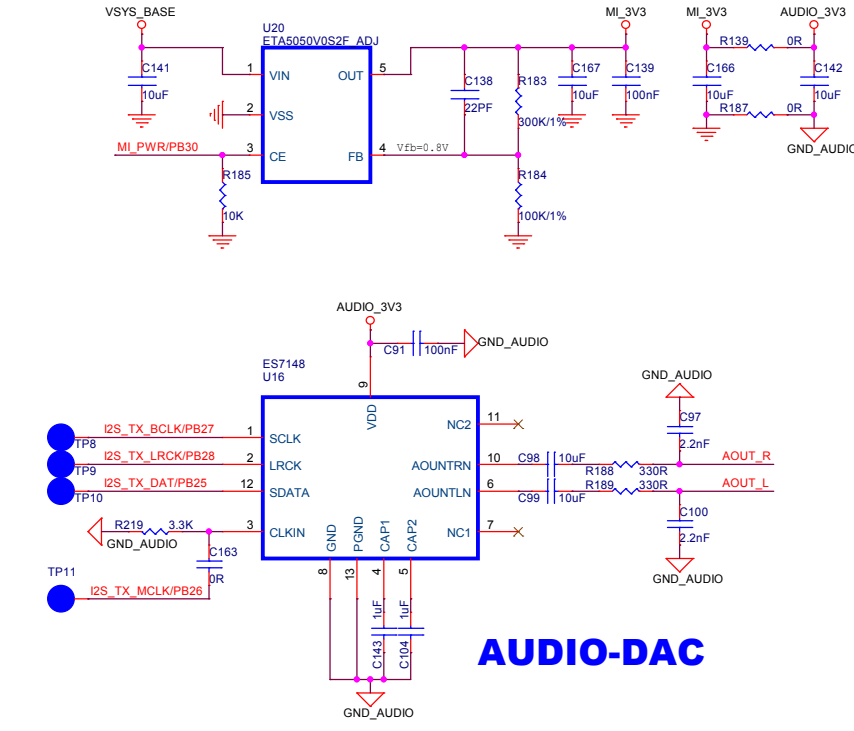 VSYS_BASE
MI_3V3
MI_3V3
AUDIO_3V3
U20
ETA5050V0S2F_ADJ
R139
0R
C141
10uF
1
VIN
OUT
5
C138
22PF
R183
300K/1%
C167
10uF
C139
100nF
C166
10uF
C142
10uF
2
VSS
R187
0R
GND_AUDIO
MI_PWR/PB30
3
CE
FB
4
Vfb=0.8V
R185
10K
R184
100K/1%
AUDIO_3V3
C91
100nF
GND_AUDIO
ES7148
U16
9
VDD
GND_AUDIO
C97
2.2nF
I2S_TX_BCLK/PB27
TP8
1
SCLK
NC2
11
I2S_TX_LRCK/PB28
TP9
2
LRCK
AOUNTRN
10
C98
10uF
R188
330R
AOUT_R
I2S_TX_DAT/PB25
TP10
12
SDATA
AOUNTLN
6
C99
10uF
R189
330R
AOUT_L
C100
2.2nF
GND_AUDIO
R219
3.3K
GND_AUDIO
3
CLKIN
NC1
7
C163
0R
TP11
I2S_TX_MCLK/PB26
GND
PGND
CAP1
CAP2
8
13
4
5
1uF
1uF
C143
C104
GND_AUDIO
AUDIO-DAC